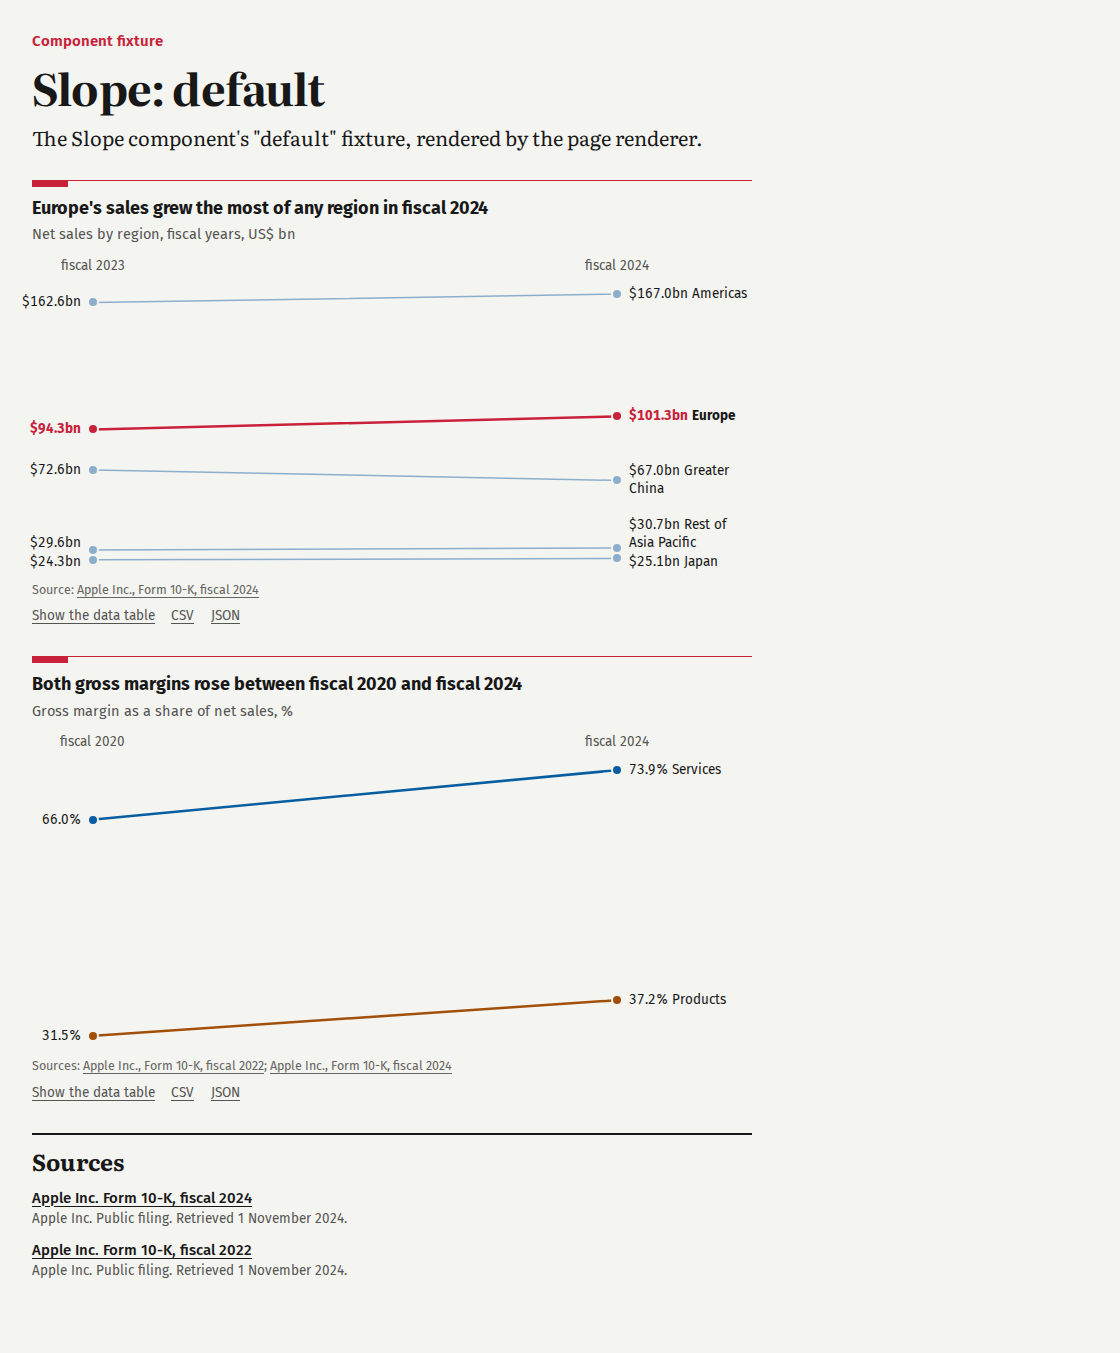 Component fixture
Slope: default
The Slope component's "default" fixture, rendered by the page renderer.
Europe's sales grew the most of any region in fiscal 2024
Net sales by region, fiscal years, US$ bn
fiscal 2023 fiscal 2024
$162.6bn $167.0bn Americas
$94.3bn $101.3bn Europe
$72.6bn $67.0bn Greater
China
$30.7bn Rest of
$29.6bn Asia Pacific
$24.3bn $25.1bn Japan
Source: Apple Inc., Form 10-K, fiscal 2024
Show the data table CSV JSON
Both gross margins rose between fiscal 2020 and fiscal 2024
Gross margin as a share of net sales, %
fiscal 2020 fiscal 2024
73.9% Services
66.0%
37.2% Products
31.5%
Sources: Apple Inc., Form 10-K, fiscal 2022; Apple Inc., Form 10-K, fiscal 2024
Show the data table CSV JSON
Sources
Apple Inc. Form 10-K, fiscal 2024
Apple Inc. Public filing. Retrieved 1 November 2024.
Apple Inc. Form 10-K, fiscal 2022
Apple Inc. Public filing. Retrieved 1 November 2024.